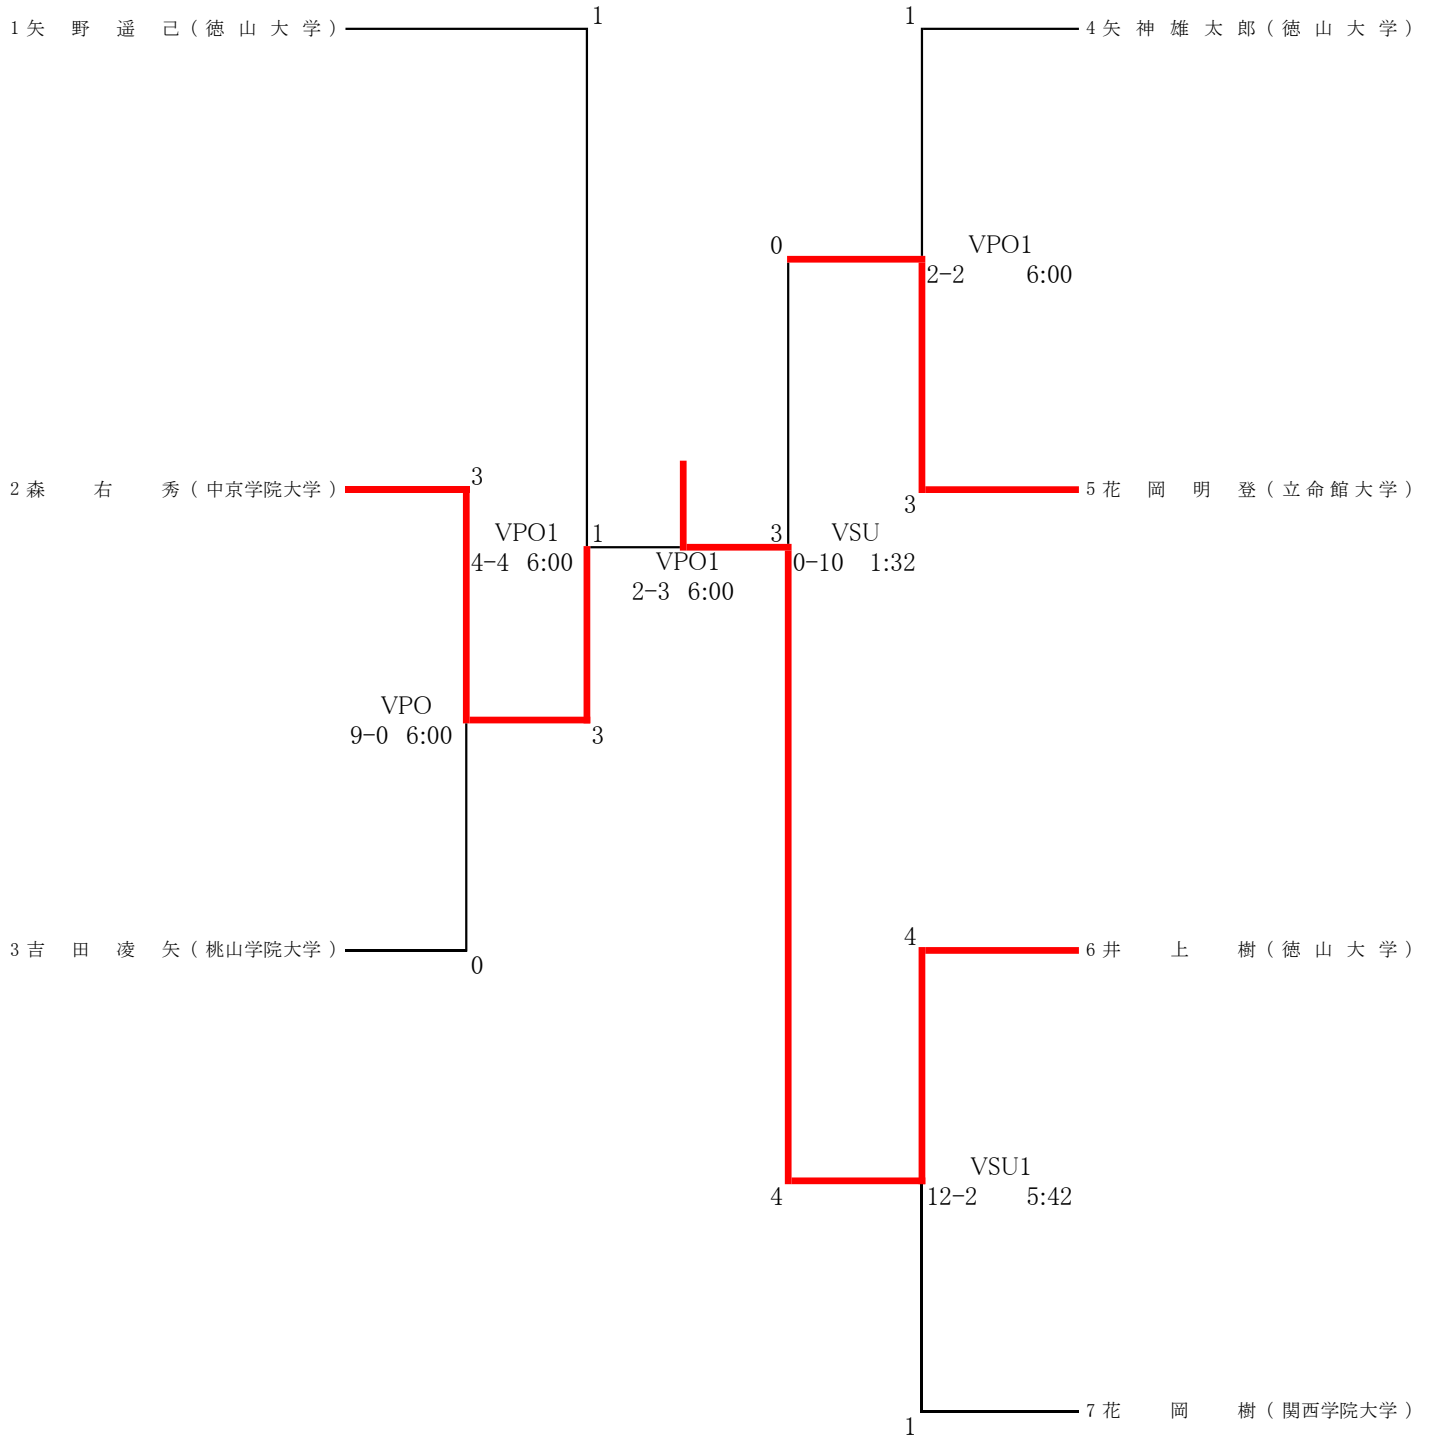 1 矢野遥己(徳山大学) 1 1 4 矢神雄太郎(徳山大学)
0 VPO1
2-2 6:00
2 森右秀(中京学院大学) 3 5 花岡明登(立命館大学)
3
VPO1 1 3 VSU
4-4 6:00 VPO1 0-10 1:32
2-3 6:00
VPO
9-0 6:00 3
4
3 吉田凌矢(桃山学院大学) 6 井上樹(徳山大学)
0
VSU1
4 12-2 5:42
7 花岡樹(関西学院大学)
1